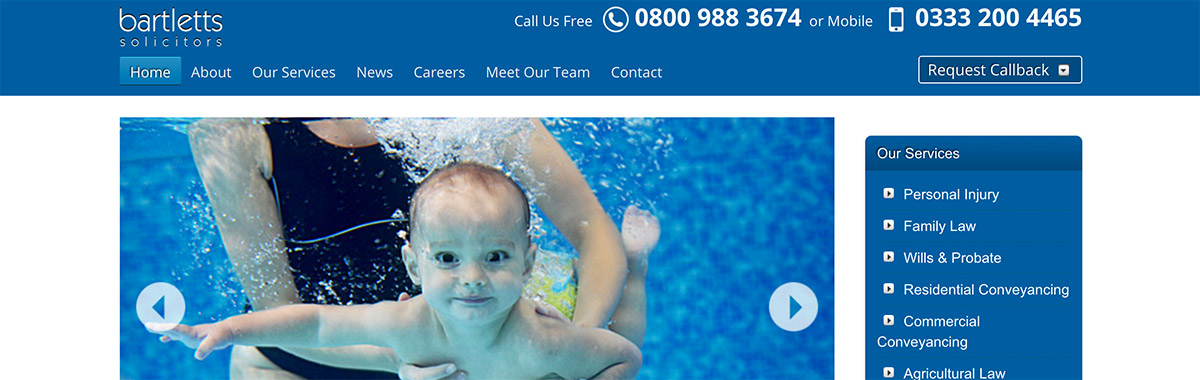 bartletts
solicitors
Call Us Free 0800 988 3674 or Mobile 0333 200 4465
Home About Our Services News Careers Meet Our Team Contact
Request Callback
Our Services
Personal Injury
Family Law
Wills & Probate
Residential Conveyancing
Commercial
Conveyancing
Agricultural Law